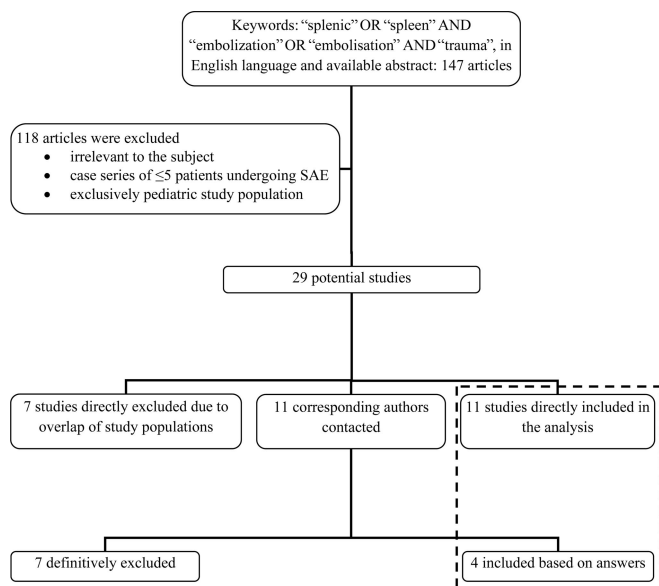 Keywords: “splenic” OR “spleen” AND
“embolization” OR “embolisation” AND “trauma”, in
English language and available abstract: 147 articles
118 articles were excluded
• irrelevant to the subject
• case series of ≤5 patients undergoing SAE
• exclusively pediatric study population
29 potential studies
7 studies directly excluded due to
overlap of study populations
11 corresponding authors
contacted
11 studies directly included in
the analysis
7 definitively excluded
4 included based on answers